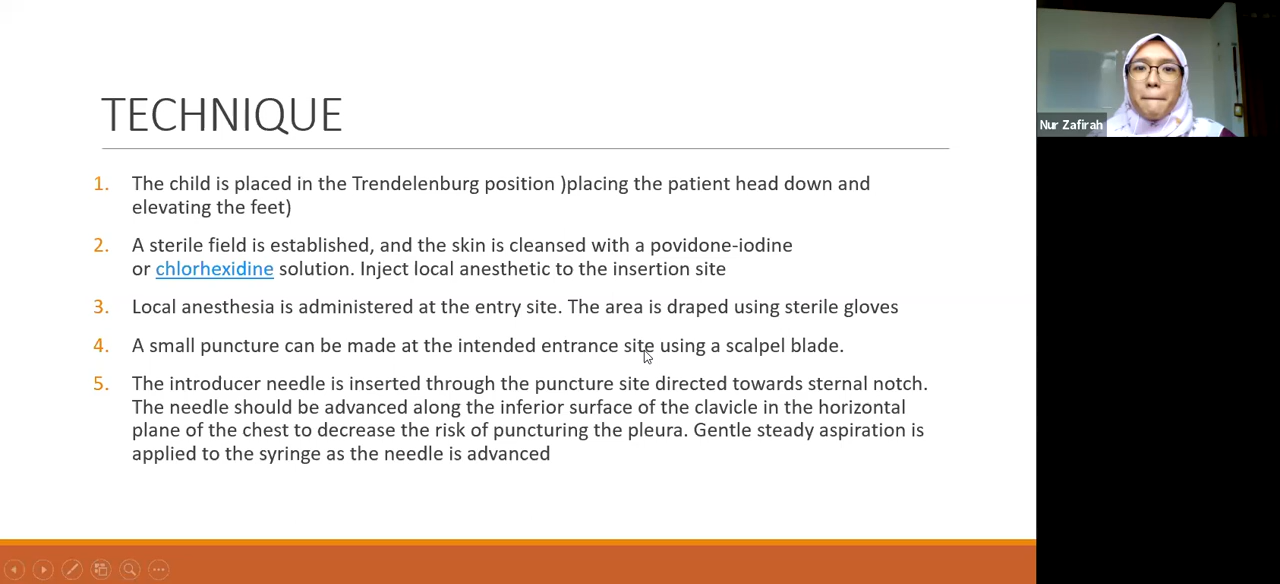 TECHNIQUE
1. The child is placed in the Trendelenburg position )placing the patient head down and
elevating the feet)
2. A sterile field is established, and the skin is cleansed with a povidone-iodine
or chlorhexidine solution. Inject local anesthetic to the insertion site
3. Local anesthesia is administered at the entry site. The area is draped using sterile gloves
4. A small puncture can be made at the intended entrance site using a scalpel blade.
5. The introducer needle is inserted through the puncture site directed towards sternal notch.
The needle should be advanced along the inferior surface of the clavicle in the horizontal
plane of the chest to decrease the risk of puncturing the pleura. Gentle steady aspiration is
applied to the syringe as the needle is advanced
Nur Zafirah